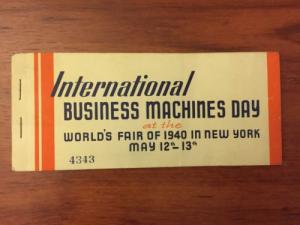 International
BUSINESS MACHINES DAY
at the
WORLD'S FAIR OF 1940 IN NEW YORK
MAY 12th-13th
4343